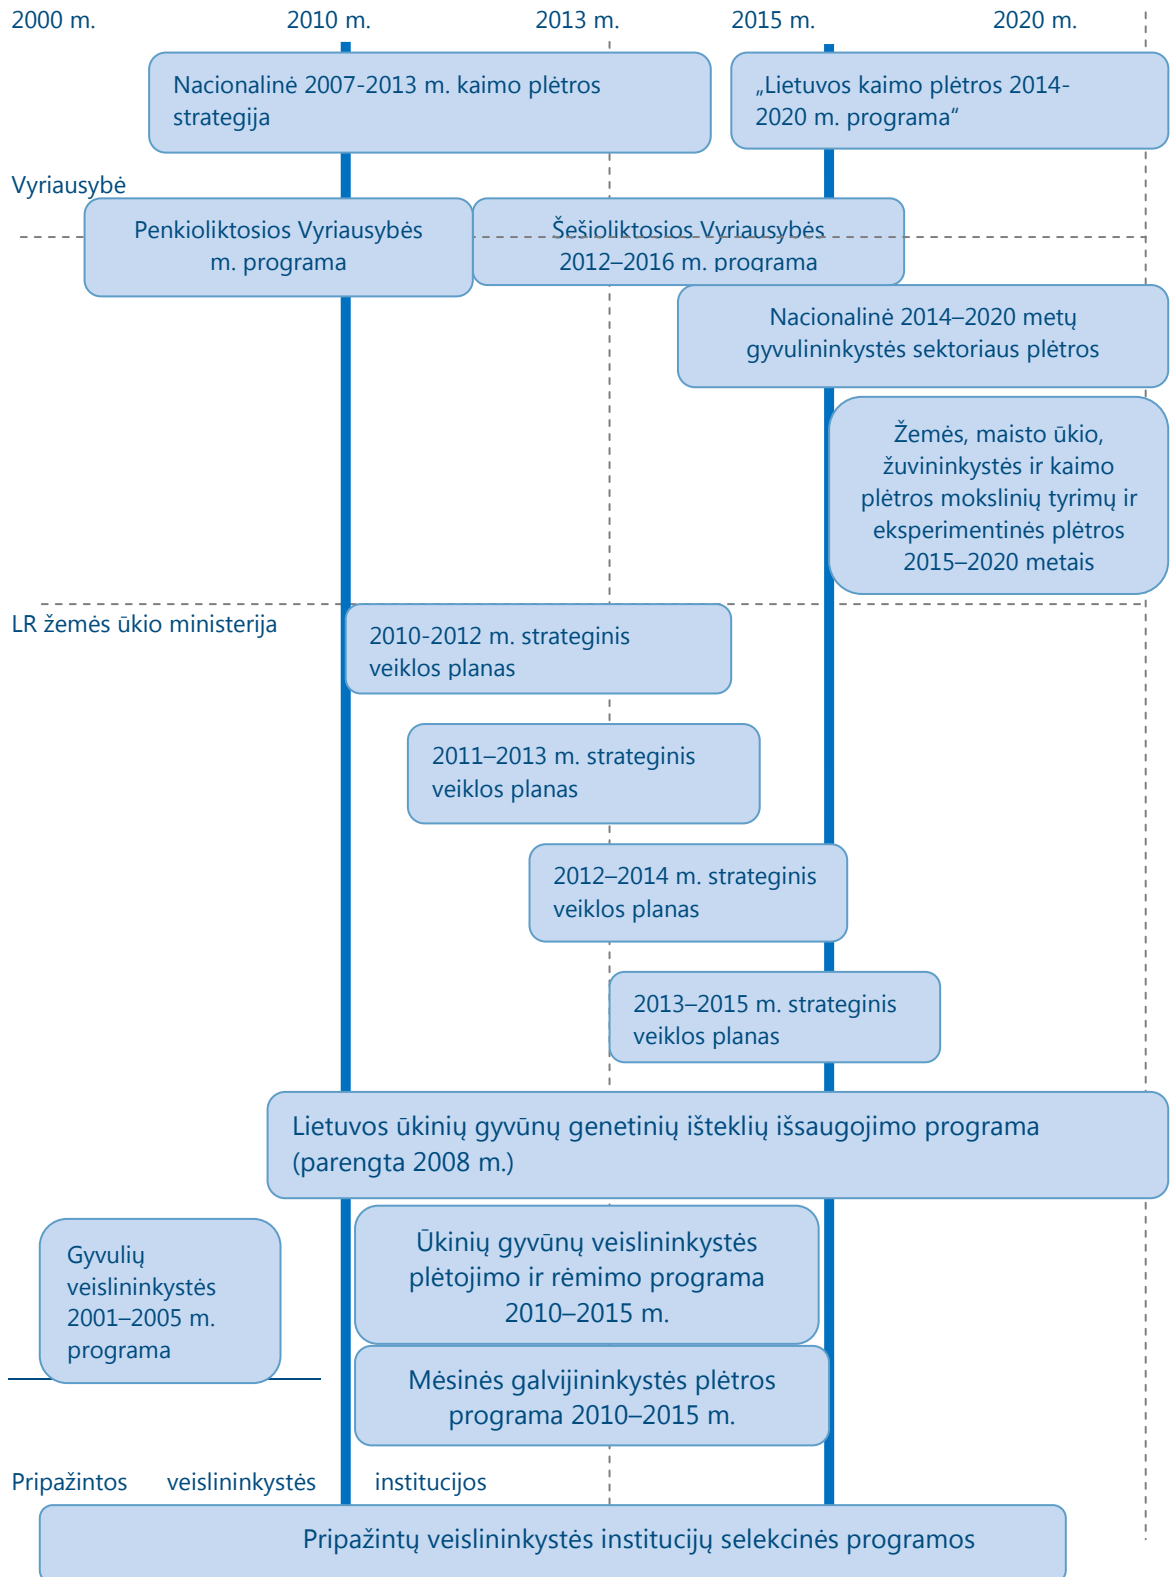 2000 m. 2010 m. 2013 m. 2015 m. 2020 m.
Nacionalinė 2007-2013 m. kaimo plėtros
strategija
„Lietuvos kaimo plėtros 2014-
2020 m. programa“
Vyriausybė
Penkioliktosios Vyriausybės
m. programa
Šešioliktosios Vyriausybės
2012–2016 m. programa
Nacionalinė 2014–2020 metų
gyvulininkystės sektoriaus plėtros
Žemės, maisto ūkio,
žuvininkystės ir kaimo
plėtros mokslinių tyrimų ir
eksperimentinės plėtros
2015–2020 metais
LR žemės ūkio ministerija
2010-2012 m. strateginis
veiklos planas
2011–2013 m. strateginis
veiklos planas
2012–2014 m. strateginis
veiklos planas
2013–2015 m. strateginis
veiklos planas
Lietuvos ūkinių gyvūnų genetinių išteklių išsaugojimo programa
(parengta 2008 m.)
Gyvulių
veislininkystės
2001–2005 m.
programa
Ūkinių gyvūnų veislininkystės
plėtojimo ir rėmimo programa
2010–2015 m.
Mėsinės galvijininkystės plėtros
programa 2010–2015 m.
Pripažintos veislininkystės institucijos
Pripažintų veislininkystės institucijų selekcinės programos